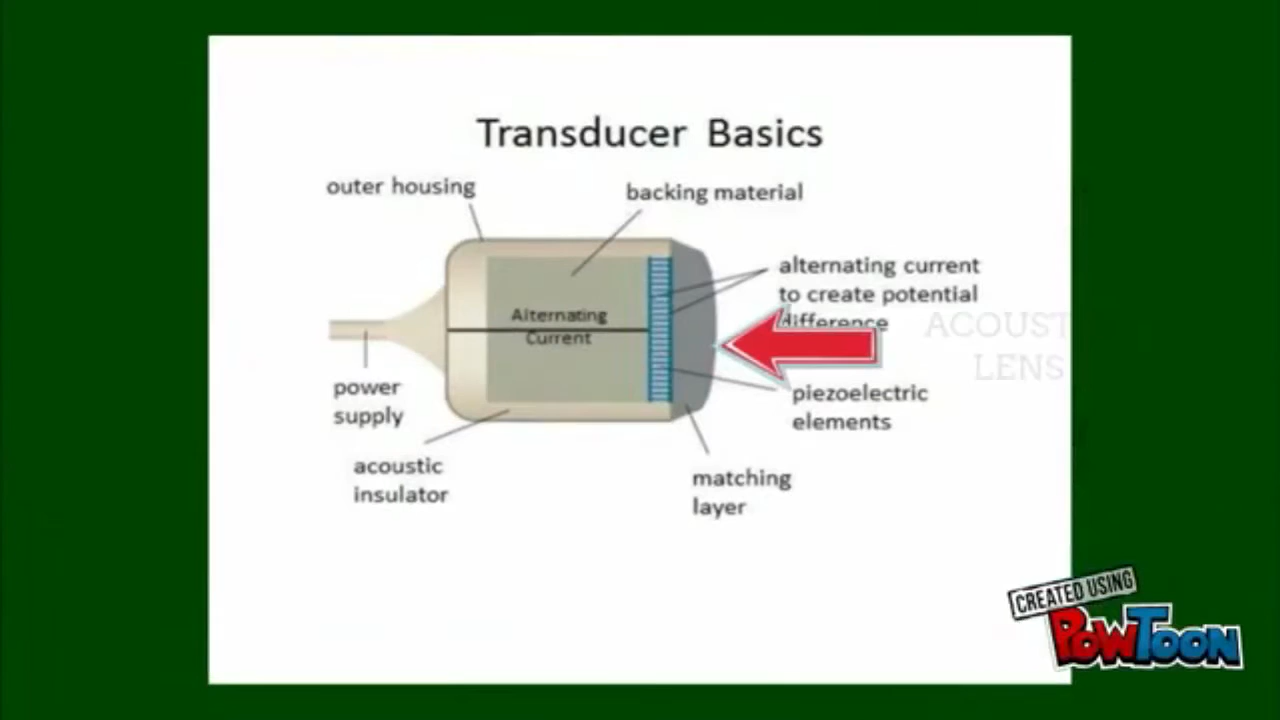 Transducer Basics
outer housing
backing material
alternating current
to create potential
difference
ACOUST
LENS
Alternating
Current
power
supply
piezoelectric
elements
acoustic
insulator
matching
layer
CREATED USING
POWTOON